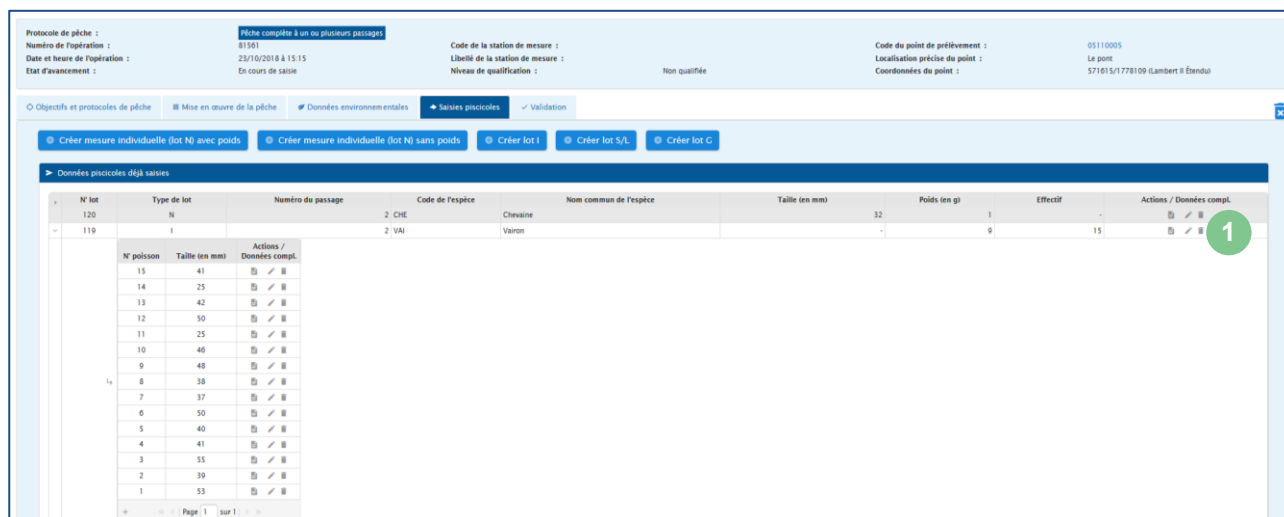 Protocole de pêche : Pêche complète à un ou plusieurs passages
Numéro de l'opération : 81561 Code de la station de mesure : Code du point de prélèvement : 05110005
Date et heure de l'opération : 23/10/2018 à 15:15 Libellé de la station de mesure : Localisation précise du point : Le pont
Etat d'avancement : En cours de saisie Niveau de qualification : Non qualifiée Coordonnées du point : 571615/1778109 (Lambert II Étendu)
Objectifs et protocoles de pêche Mise en œuvre de la pêche Données environnementales Saisies piscicoles Validation
Créer mesure individuelle (lot N) avec poids Créer mesure individuelle (lot N) sans poids Créer lot I Créer lot S/L Créer lot G
Données piscicoles déjà saisies
N° lot Type de lot Numéro du passage Code de l'espèce Nom commun de l'espèce Taille (en mm) Poids (en g) Effectif Actions / Données compl.
120 N 2 CHE Chevaine 32 1 -
119 I 2 VAI Vairon - 9 15
1
N° poisson Taille (en mm) Actions / Données compl.
15 41
14 25
13 42
12 50
11 25
10 46
9 48
8 38
7 37
6 50
5 40
4 41
3 55
2 39
1 53
Page 1 sur 1